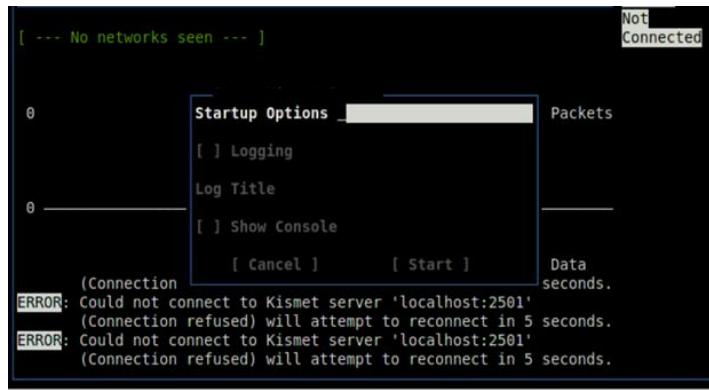 Not
[ --- No networks seen --- ]
Connected
0
Startup Options _
Packets
[ ] Logging
Log Title
0
[ ] Show Console
[ Cancel ]
[ Start ]
Data
(Connection
seconds.
ERROR: Could not connect to Kismet server 'localhost:2501'
(Connection refused) will attempt to reconnect in 5 seconds.
ERROR: Could not connect to Kismet server 'localhost:2501'
(Connection refused) will attempt to reconnect in 5 seconds.